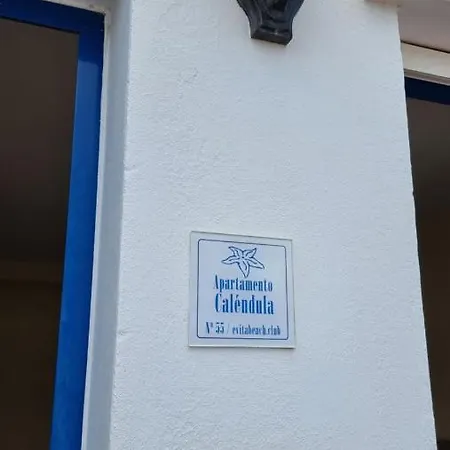 Apartamento
Caléndula
Nº 55 / evitabeach.club